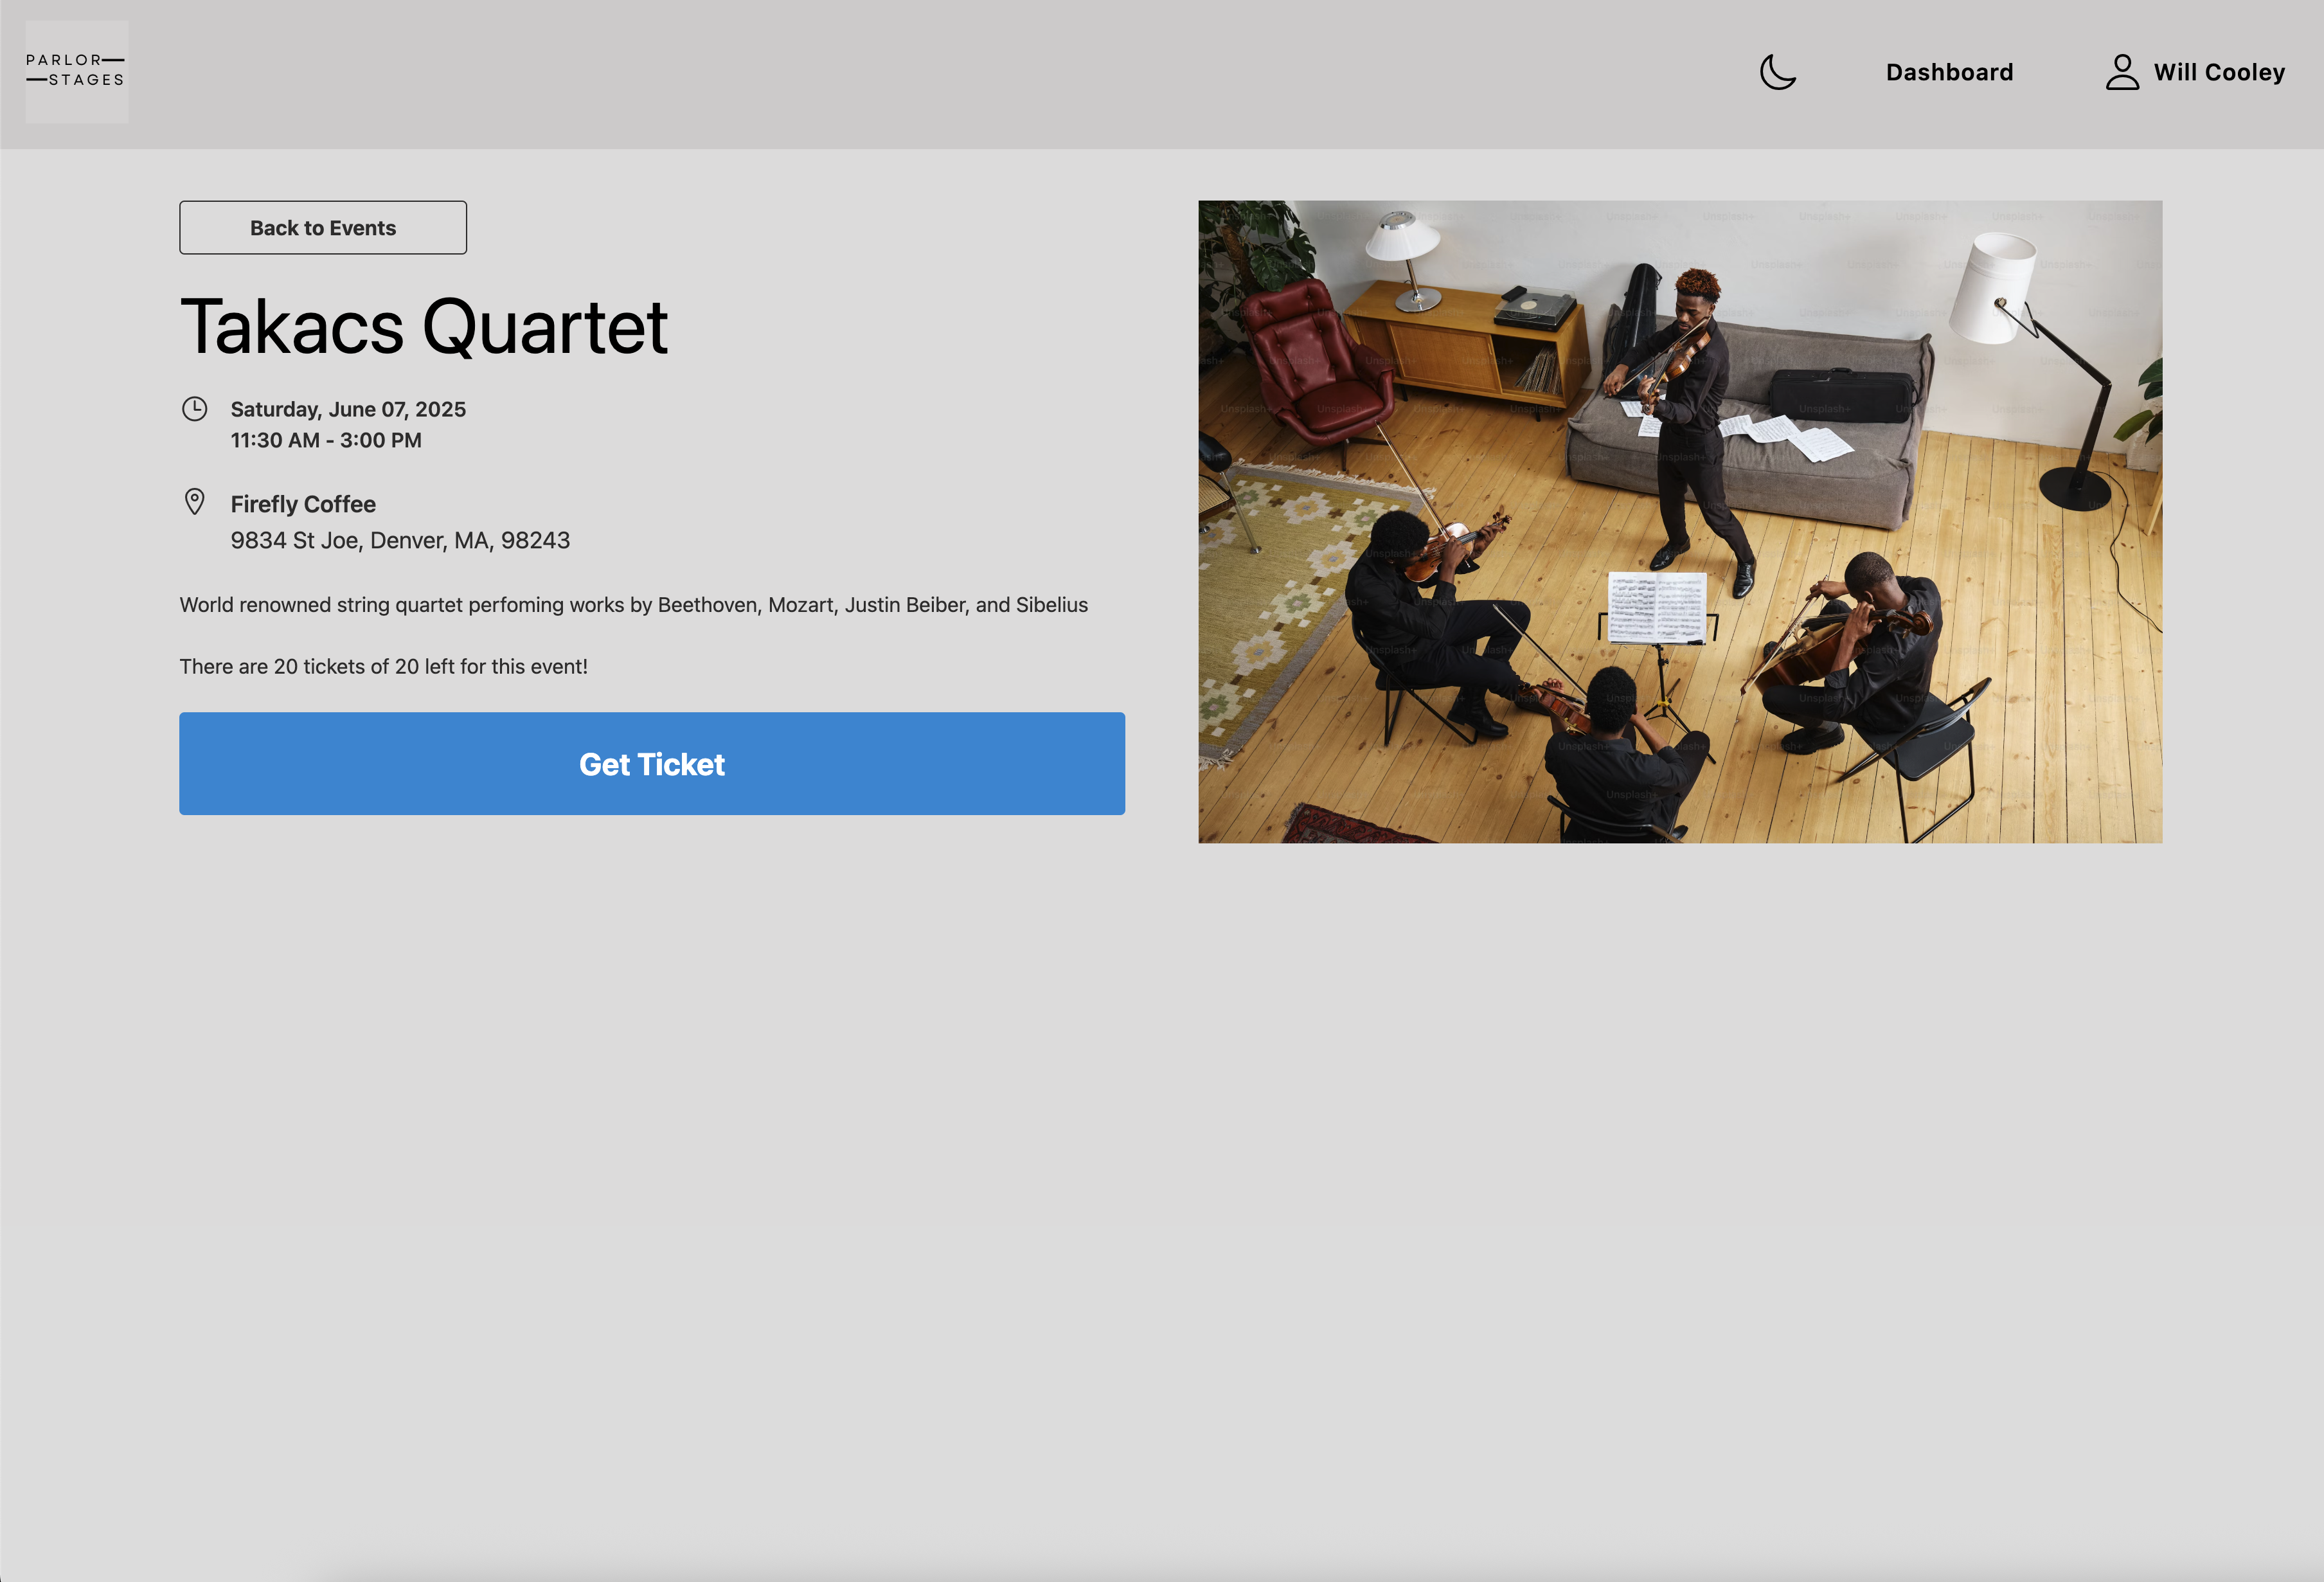 PARLOR
STAGES
Dashboard
Will Cooley
Back to Events
Takacs Quartet
Saturday, June 07, 2025
11:30 AM - 3:00 PM
Firefly Coffee
9834 St Joe, Denver, MA, 98243
World renowned string quartet perfoming works by Beethoven, Mozart, Justin Beiber, and Sibelius
There are 20 tickets of 20 left for this event!
Get Ticket
Unsplash+